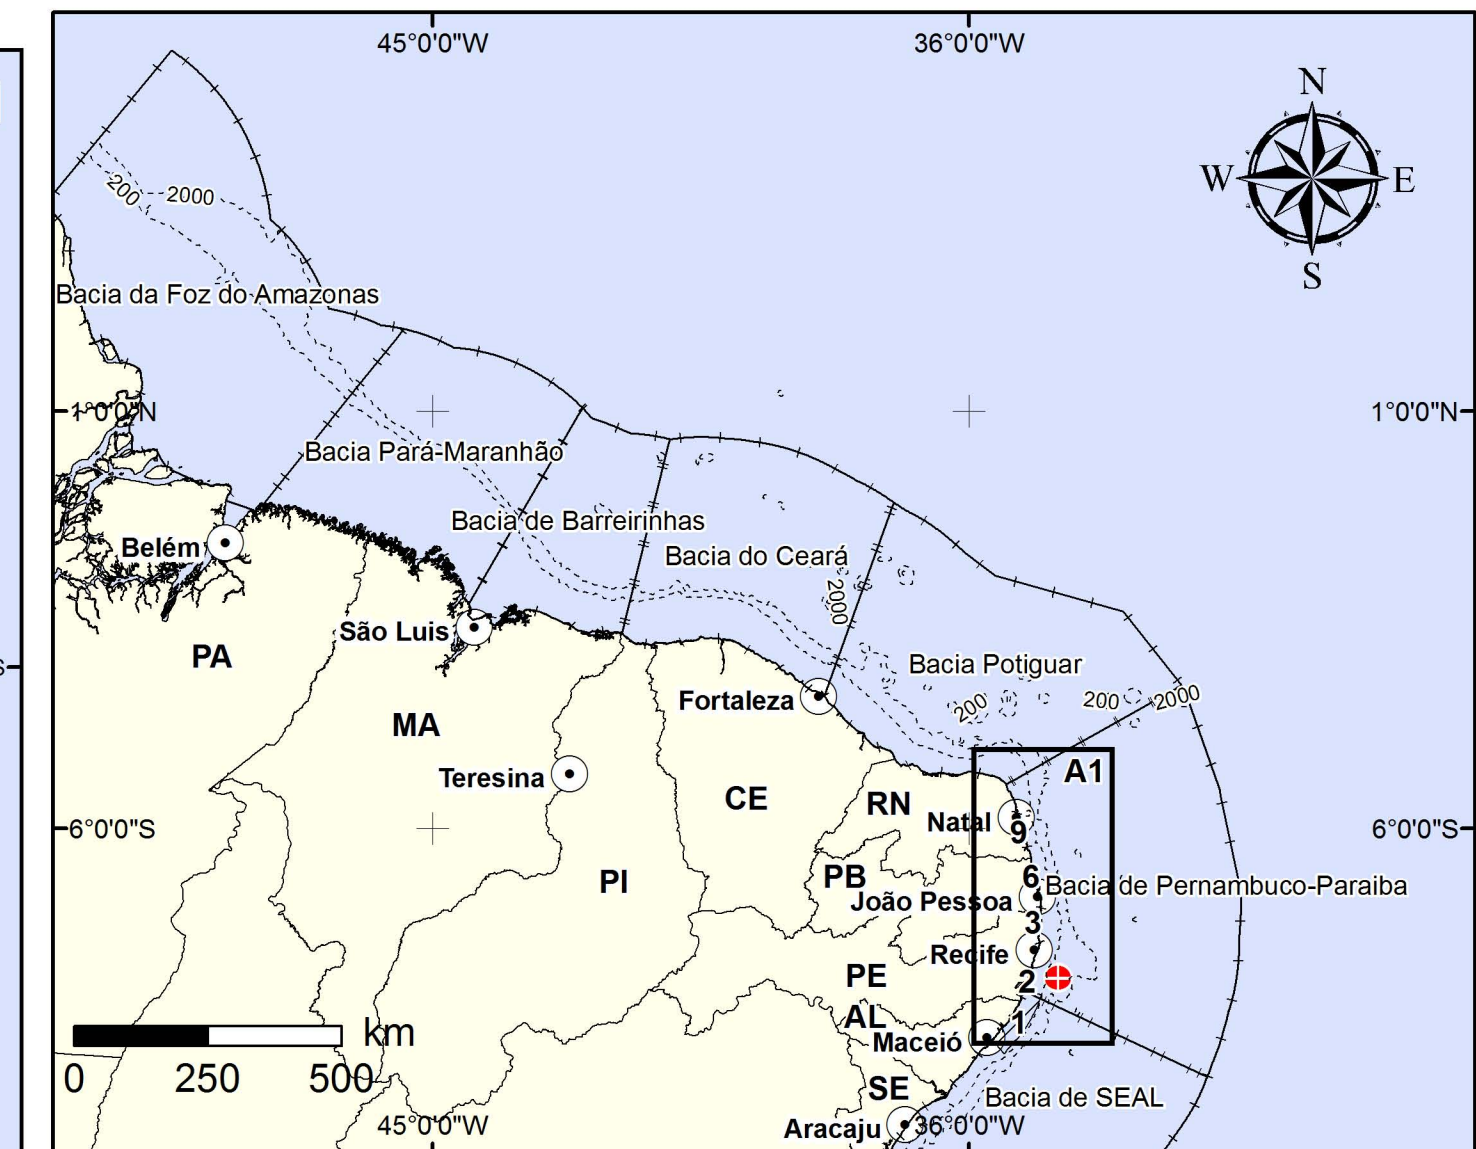 45°0'0"W
36°0'0"W
N
W
E
S
200
2000
Bacia da Foz do Amazonas
1°0'0"N
1°0'0"N
Bacia Pará-Maranhão
Bacia de Barreirinhas
Belém
Bacia do Ceará
2000
São Luis
PA
Bacia Potiguar
200
200
2000
Fortaleza
MA
A1
Teresina
CE
RN
Natal
9
6°0'0"S
6°0'0"S
PI
PB
6
Bacia de Pernambuco-Paraiba
João Pessoa
3
Recife
PE
2
AL
1
km
Maceió
0
250
500
SE
Bacia de SEAL
45°0'0"W
Aracaju
36°0'0"W